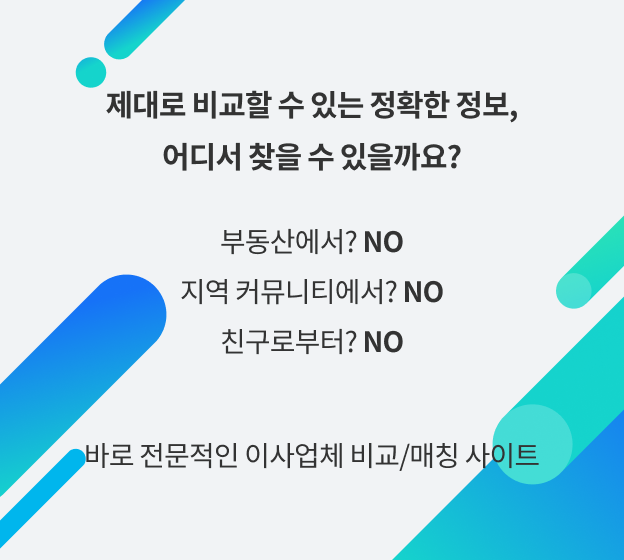 제대로 비교할 수 있는 정확한 정보,
어디서 찾을 수 있을까요?
부동산에서? NO
지역 커뮤니티에서? NO
친구로부터? NO
바로 전문적인 이사업체 비교/매칭 사이트